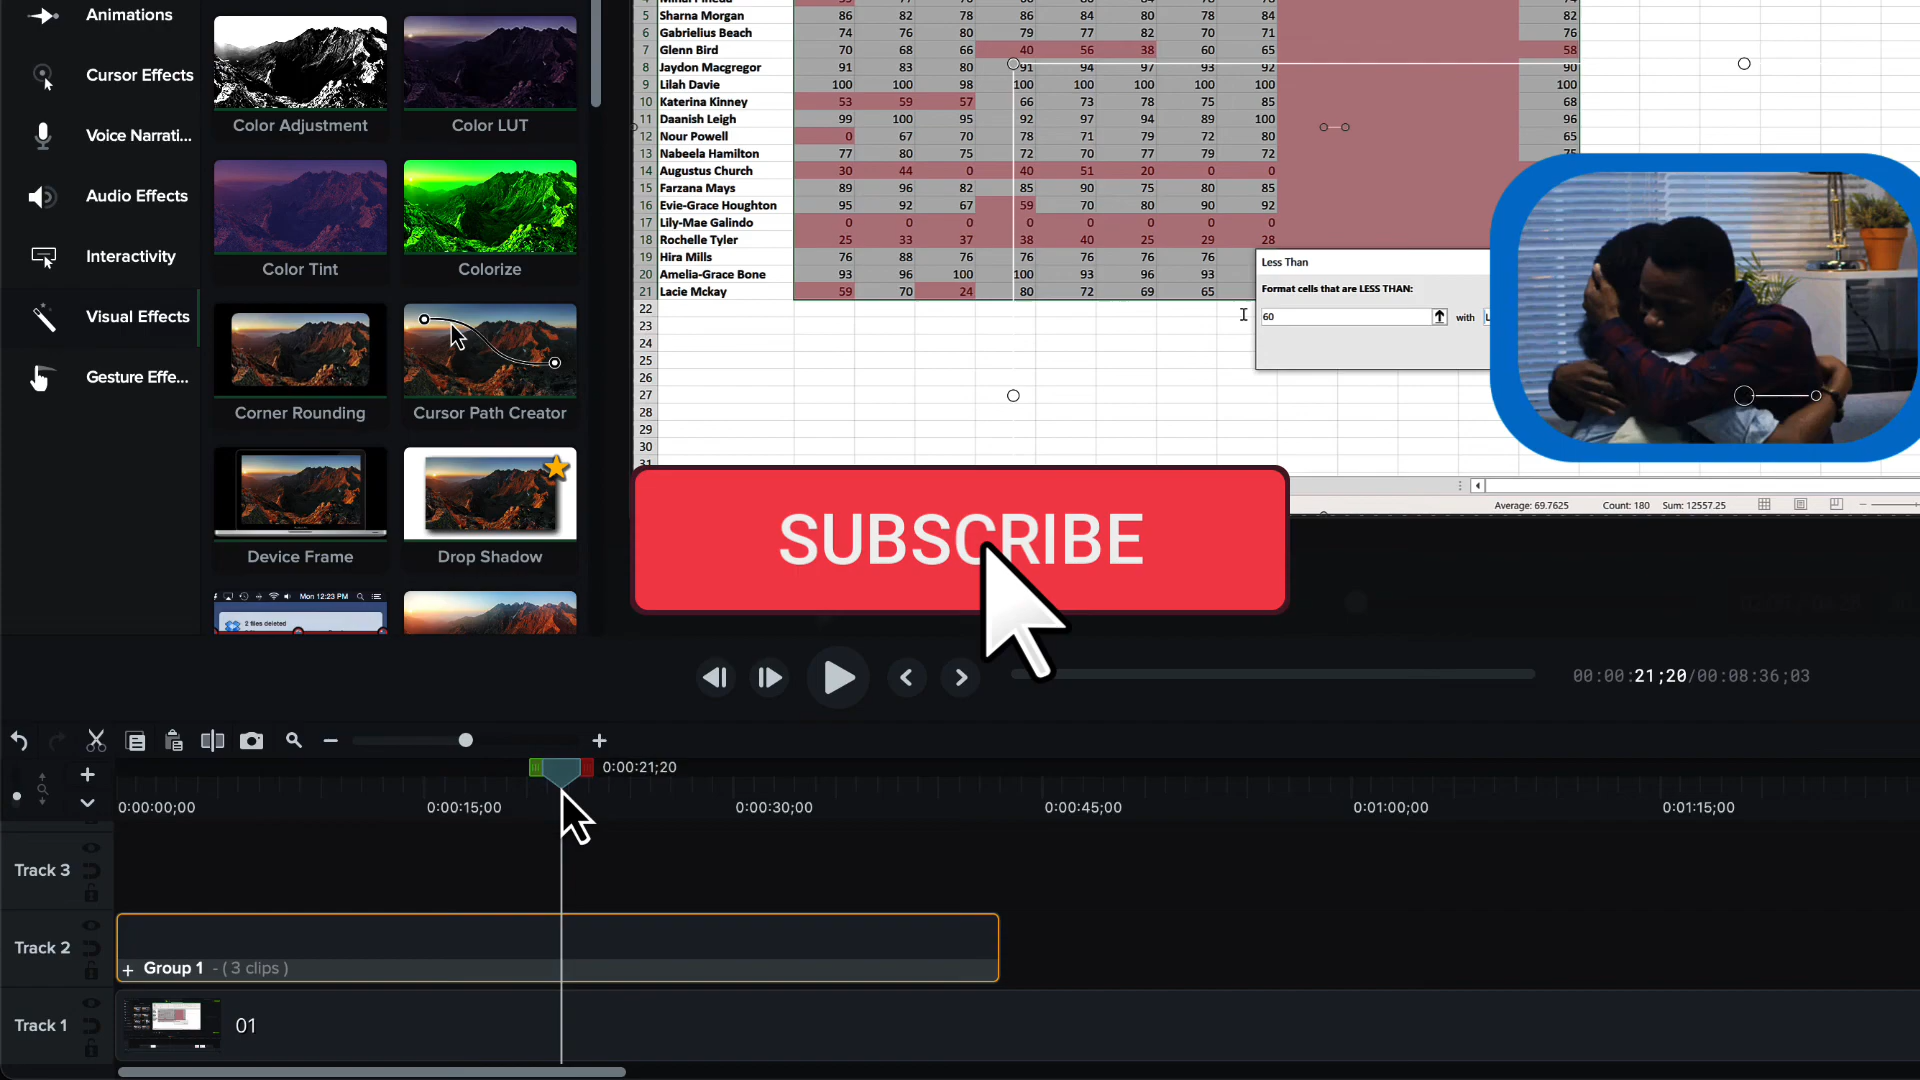 Animations
Cursor Effects
Voice Narrati...
Audio Effects
Interactivity
Visual Effects
Gesture Effe...
Color Adjustment
Color LUT
Color Tint
Colorize
Corner Rounding
Cursor Path Creator
Device Frame
Drop Shadow
Mon 12:23 PM
2 files deleted
5 Sharna Morgan 86 82 78 86 84 80 78 84 82
6 Gabrielius Beach 74 76 80 79 77 82 70 71 76
7 Glenn Bird 70 68 66 40 56 38 60 65 58
8 Jaydon Macgregor 91 83 80 91 94 97 93 92 90
9 Lilah Davie 100 100 98 100 100 100 100 100 100
10 Katerina Kinney 53 59 57 66 73 78 75 85 68
11 Daanish Leigh 99 100 95 92 97 94 89 100 96
12 Nour Powell 0 67 70 78 71 79 72 80 65
13 Nabeela Hamilton 77 80 75 72 70 77 79 72 75
14 Augustus Church 30 44 0 40 51 20 0 0
15 Farzana Mays 89 96 82 85 90 75 80 85
16 Evie-Grace Houghton 95 92 67 59 70 80 90 92
17 Lily-Mae Galindo 0 0 0 0 0 0 0 0
18 Rochelle Tyler 25 33 37 38 40 25 29 28
19 Hira Mills 76 88 76 76 76 76 76
20 Amelia-Grace Bone 93 96 100 100 93 96 93
21 Lacie Mckay 59 70 24 80 72 69 65
22
23
24
25
26
27
28
29
30
31
Less Than
Format cells that are LESS THAN:
60 with
Average: 69.7625 Count: 180 Sum: 12557.25
SUBSCRIBE
00:00:21;20/00:08:36;03
0:00:21;20
0:00:00;00 0:00:15;00 0:00:30;00 0:00:45;00 0:01:00;00 0:01:15;00
Track 3
Track 2
+ Group 1 - ( 3 clips )
Track 1
01